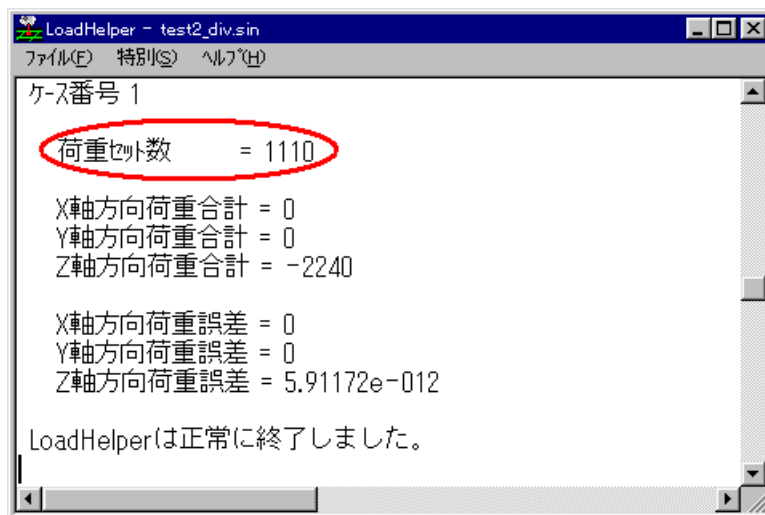 LoadHelper - test2_div.sin
ファイル(F) 特別(S) ヘルプ(H)
ケース番号 1
荷重セット数 = 1110
X軸方向荷重合計 = 0
Y軸方向荷重合計 = 0
Z軸方向荷重合計 = -2240
X軸方向荷重誤差 = 0
Y軸方向荷重誤差 = 0
Z軸方向荷重誤差 = 5.91172e-012
LoadHelperは正常に終了しました。